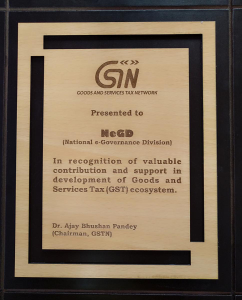 GSTN
GOODS AND SERVICES TAX NETWORK
Presented to
NeGD
(National e-Governance Division)
In recognition of valuable
contribution and support in
development of Goods and
Services Tax (GST) ecosystem.
Dr. Ajay Bhushan Pandey
(Chairman, GSTN)